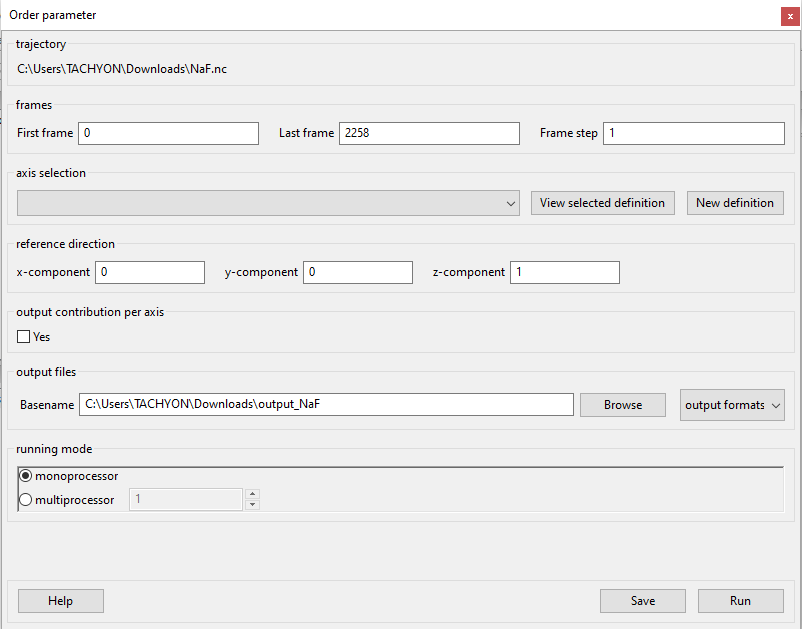 Order parameter
x
trajectory
C:\Users\TACHYON\Downloads\NaF.nc
frames
First frame 0 Last frame 2258 Frame step 1
axis selection
View selected definition New definition
reference direction
x-component 0 y-component 0 z-component 1
output contribution per axis
Yes
output files
Basename C:\Users\TACHYON\Downloads\output_NaF Browse output formats
running mode
monoprocessor
multiprocessor 1
Help Save Run